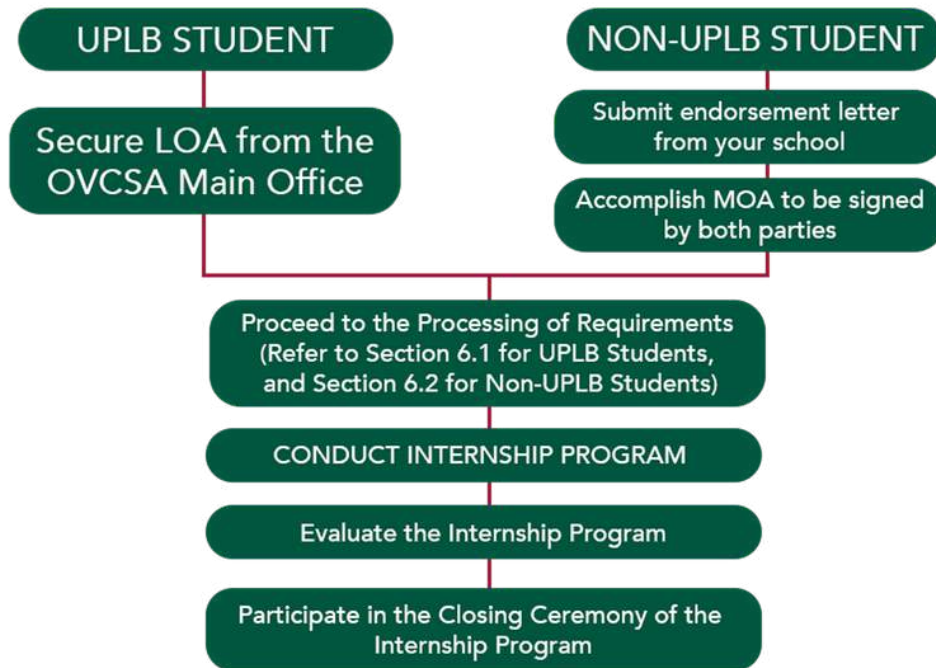 UPLB STUDENT
Secure LOA from the
OVCSA Main Office
NON-UPLB STUDENT
Submit endorsement letter
from your school
Accomplish MOA to be signed
by both parties
Proceed to the Processing of Requirements
(Refer to Section 6.1 for UPLB Students,
and Section 6.2 for Non-UPLB Students)
CONDUCT INTERNSHIP PROGRAM
Evaluate the Internship Program
Participate in the Closing Ceremony of the
Internship Program